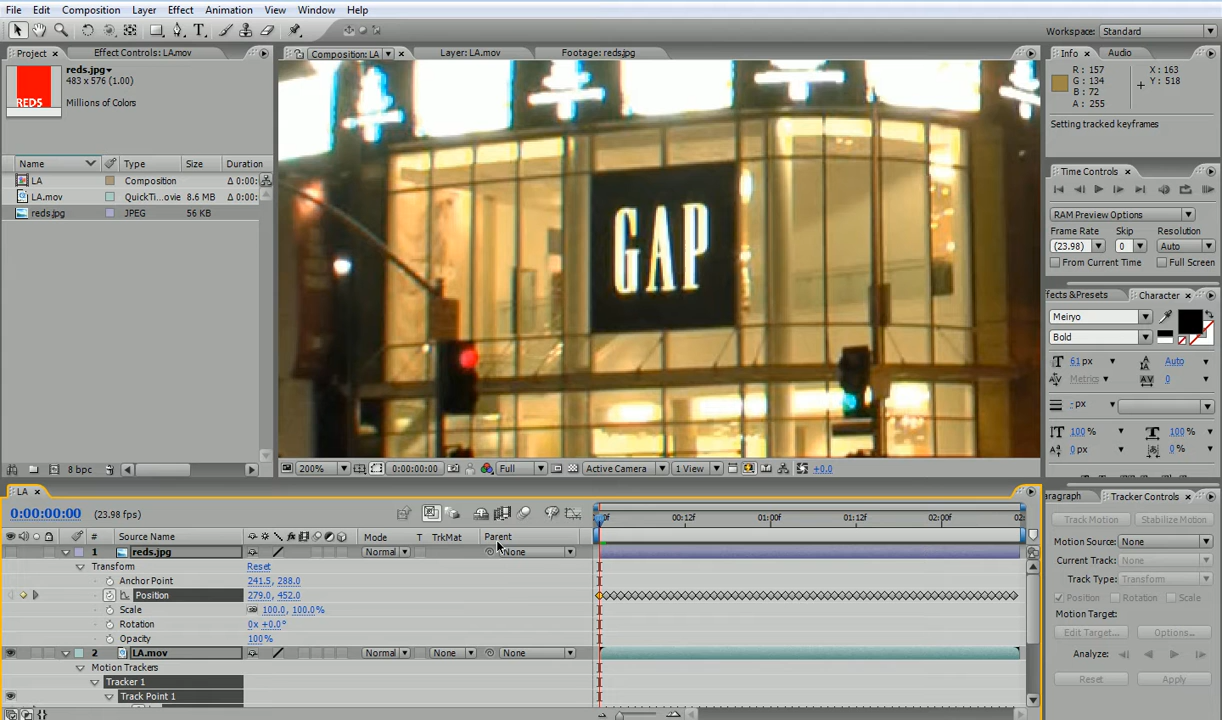 File Edit Composition Layer Effect Animation View Window Help
Workspace: Standard
Project Effect Controls: LA.mov
reds.jpg
483 x 576 (1.00)
Millions of Colors
REDS
Name Type Size Duration
LA Composition Δ 0:00:
LA.mov QuickTi...ovie 8.6 MB Δ 0:00:
reds.jpg JPEG 56 KB
8 bpc
Composition: LA Layer: LA.mov Footage: reds.jpg
GAP
200% 0:00:00:00 Full Active Camera 1 View +0.0
Info Audio
R: 157
G: 134
B: 72
A: 255
X: 163
Y: 518
Setting tracked keyframes
Time Controls
RAM Preview Options
Frame Rate Skip Resolution
(23.98) 0 Auto
From Current Time Full Screen
ffects & Presets Character
Meiryo
Bold
61 px Auto
Metrics 0
- px
100 % 100 %
0 px 0 %
LA
0:00:00:00 (23.98 fps)
0f 00:12f 01:00f 01:12f 02:00f 02:
# Source Name Mode T TrkMat Parent
1 reds.jpg Normal None
Transform Reset
Anchor Point 241.5, 288.0
Position 279.0, 452.0
Scale 100.0, 100.0%
Rotation 0x +0.0°
Opacity 100%
2 LA.mov Normal None None
Motion Trackers
Tracker 1
Track Point 1
aragraph Tracker Controls
Track Motion Stabilize Motion
Motion Source: None
Current Track: None
Track Type: Transform
Position Rotation Scale
Motion Target:
Edit Target... Options...
Analyze:
Reset Apply